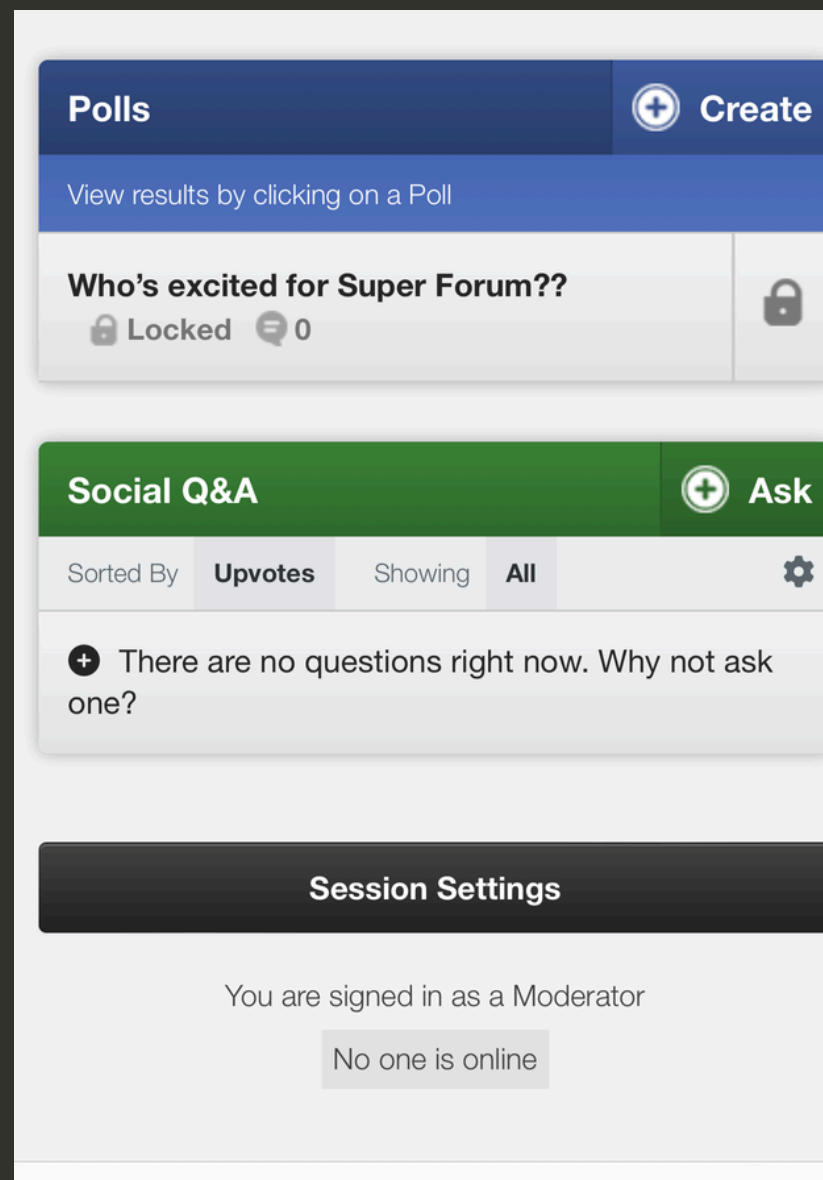 Polls
Create
View results by clicking on a Poll
Who’s excited for Super Forum??
Locked 0
Social Q&A
Ask
Sorted By Upvotes Showing All
There are no questions right now. Why not ask
one?
Session Settings
You are signed in as a Moderator
No one is online